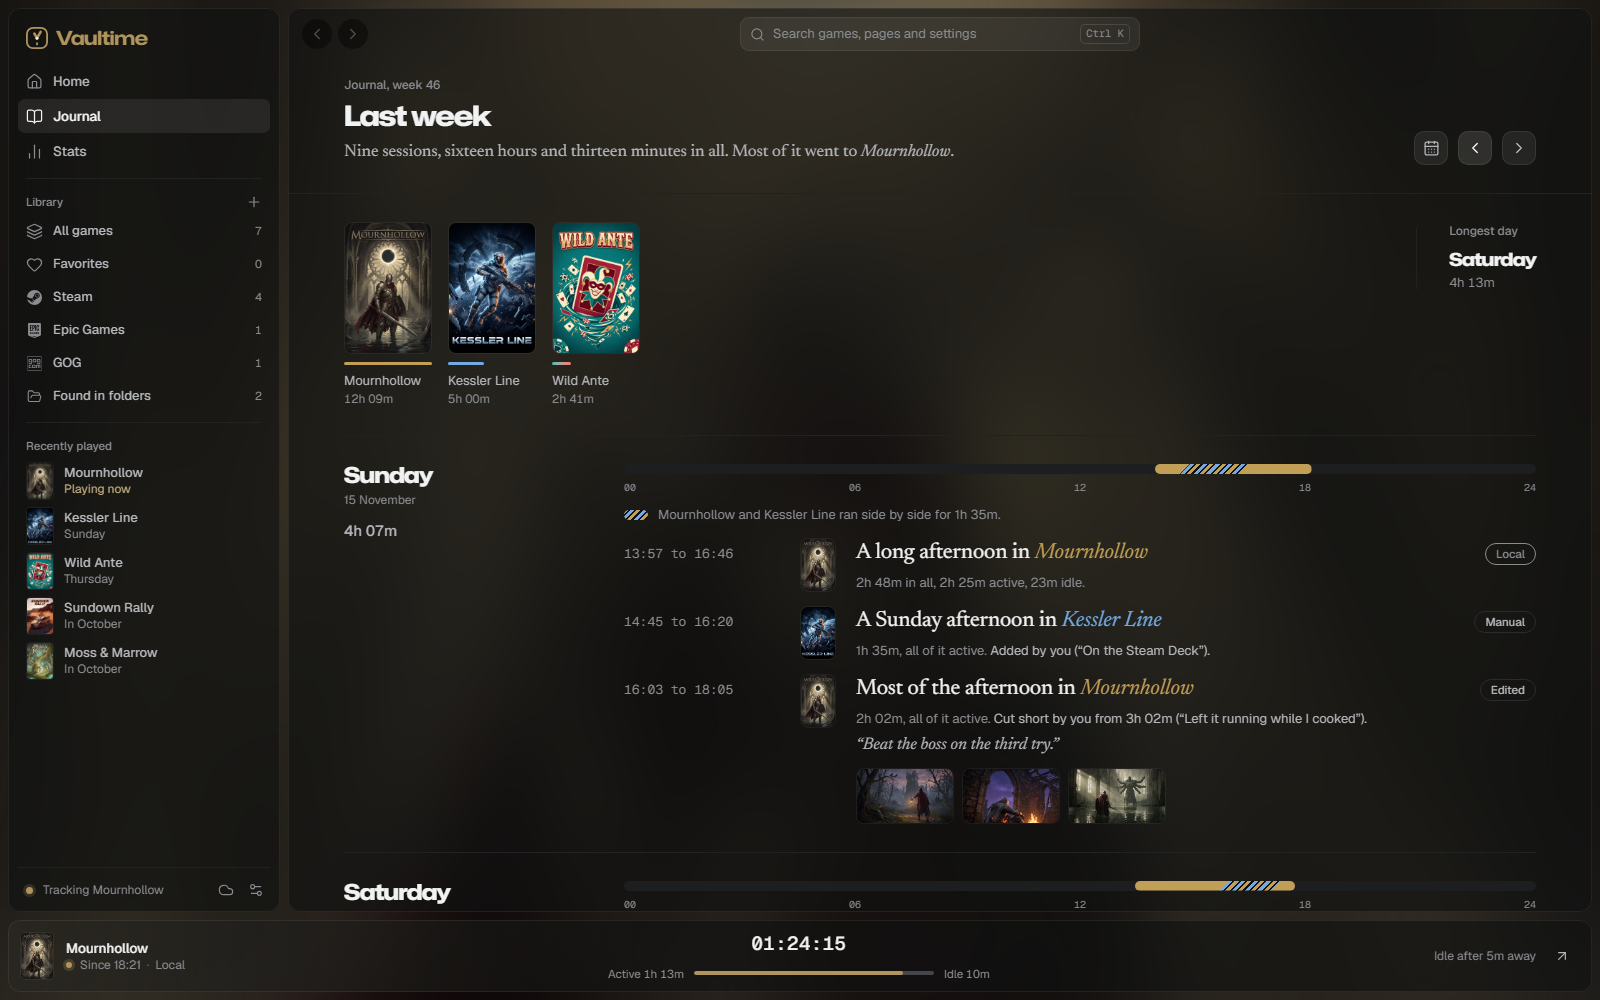 Vaultime
Home
Journal
Stats
Library
All games 7
Favorites 0
Steam 4
Epic Games 1
GOG 1
Found in folders 2
Recently played
Mournhollow
Playing now
Kessler Line
Sunday
Wild Ante
Thursday
Sundown Rally
In October
Moss & Marrow
In October
Tracking Mournhollow
Search games, pages and settings Ctrl K
Journal, week 46
Last week
Nine sessions, sixteen hours and thirteen minutes in all. Most of it went to Mournhollow.
MOURNHOLLOW
KESSLER LINE
WILD ANTE
Mournhollow
12h 09m
Kessler Line
5h 00m
Wild Ante
2h 41m
Longest day
Saturday
4h 13m
Sunday
15 November
4h 07m
00 06 12 18 24
Mournhollow and Kessler Line ran side by side for 1h 35m.
13:57 to 16:46
A long afternoon in Mournhollow
Local
2h 48m in all, 2h 25m active, 23m idle.
14:45 to 16:20
A Sunday afternoon in Kessler Line
Manual
1h 35m, all of it active. Added by you (“On the Steam Deck”).
16:03 to 18:05
Most of the afternoon in Mournhollow
Edited
2h 02m, all of it active. Cut short by you from 3h 02m (“Left it running while I cooked”).
“Beat the boss on the third try.”
Saturday
00 06 12 18 24
Mournhollow
Since 18:21 · Local
01:24:15
Active 1h 13m
Idle 10m
Idle after 5m away